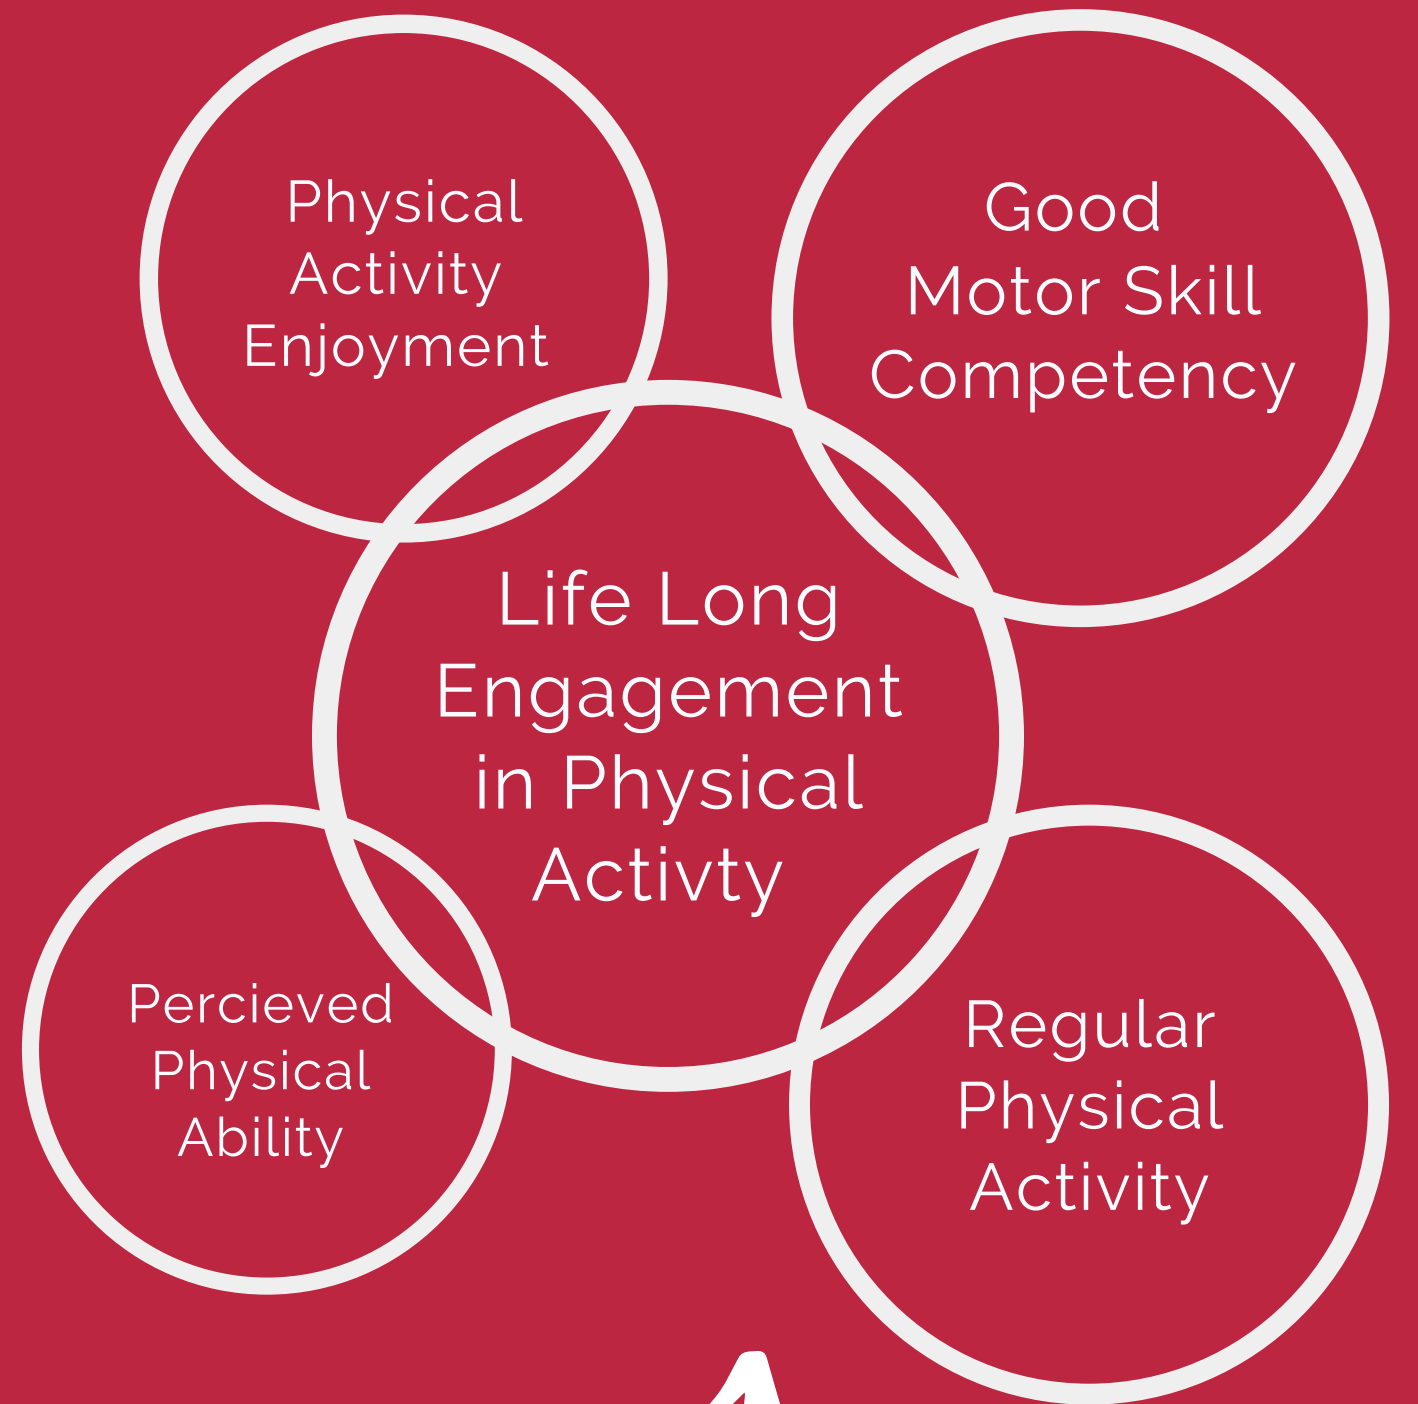 Physical
Activity
Enjoyment
Good
Motor Skill
Competency
Life Long
Engagement
in Physical
Activty
Percieved
Physical
Ability
Regular
Physical
Activity